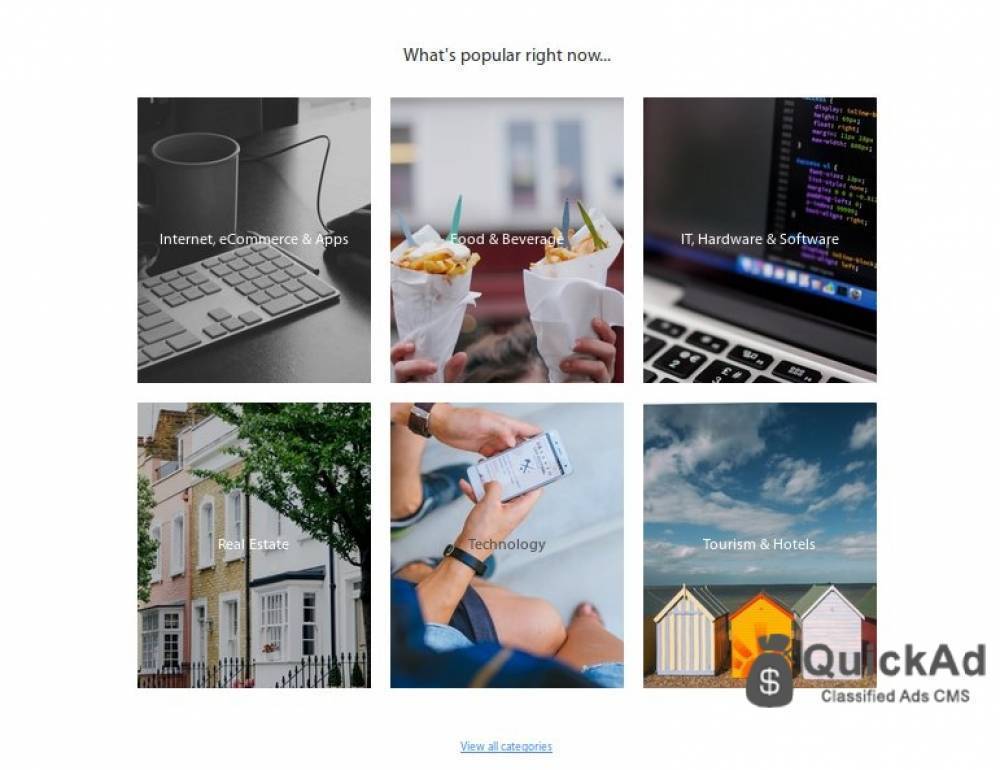 What's popular right now...
Internet, eCommerce & Apps
Food & Beverage
IT, Hardware & Software
Real Estate
Technology
Tourism & Hotels
$
QuickAd
Classified Ads CMS
View all categories